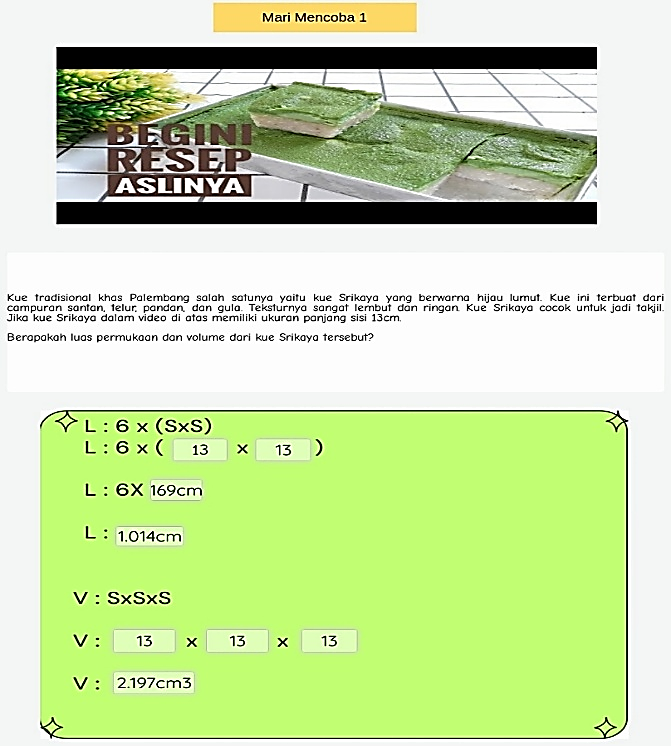 Mari Mencoba 1
BEGINI
RESEP
ASLINYA
Kue tradisional khas Palembang salah satunya yaitu kue Srikaya yang berwarna hijau lumut. Kue ini terbuat dari
campuran santan, telur, pandan, dan gula. Teksturnya sangat lembut dan ringan. Kue Srikaya cocok untuk jadi takjil.
Jika kue Srikaya dalam video di atas memiliki ukuran panjang sisi 13cm.
Berapakah luas permukaan dan volume dari kue Srikaya tersebut?
L : 6 x (SxS)
L : 6 x ( 13 x 13 )
L : 6X 169cm
L : 1.014cm
V : SxSxS
V : 13 x 13 x 13
V : 2.197cm3